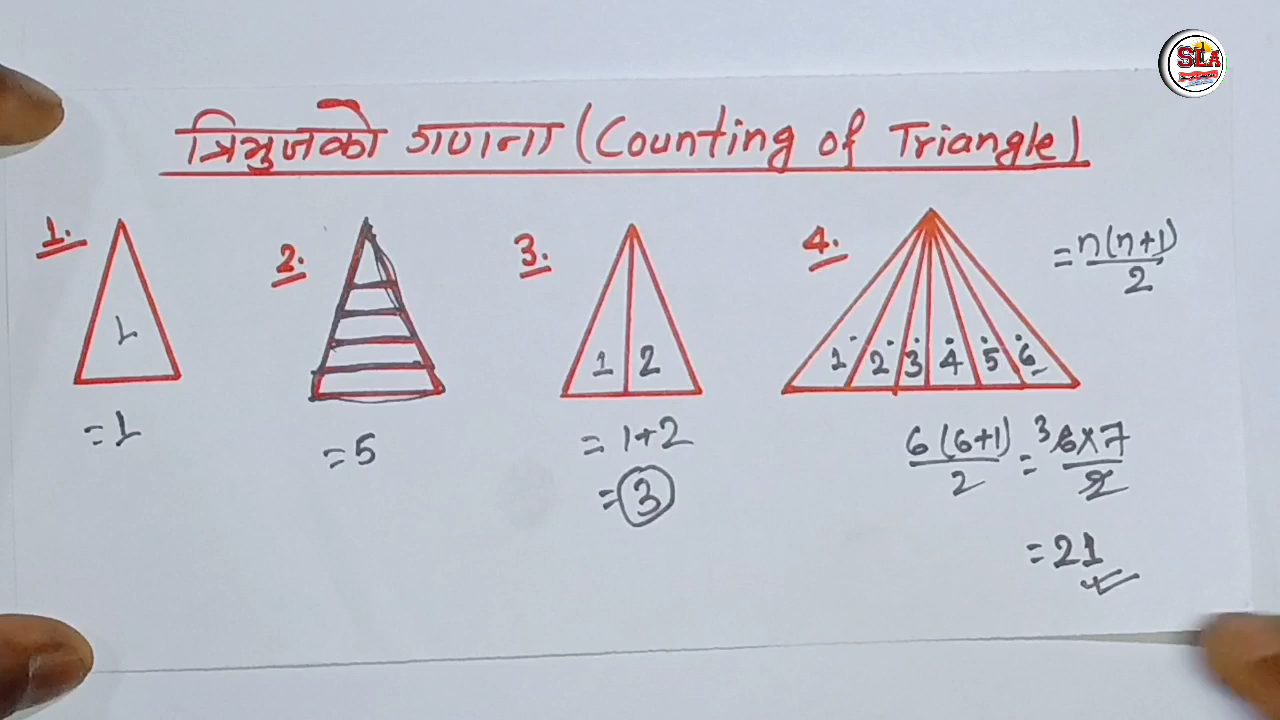 त्रिभुजको गणना (Counting of Triangle)
1.
1
= 1
2.
= 5
3.
1 2
= 1+2
= 3
4.
1 2 3 4 5 6
= n(n+1)/2
6(6+1)/2 = 3 6×7/2
= 21
SLA